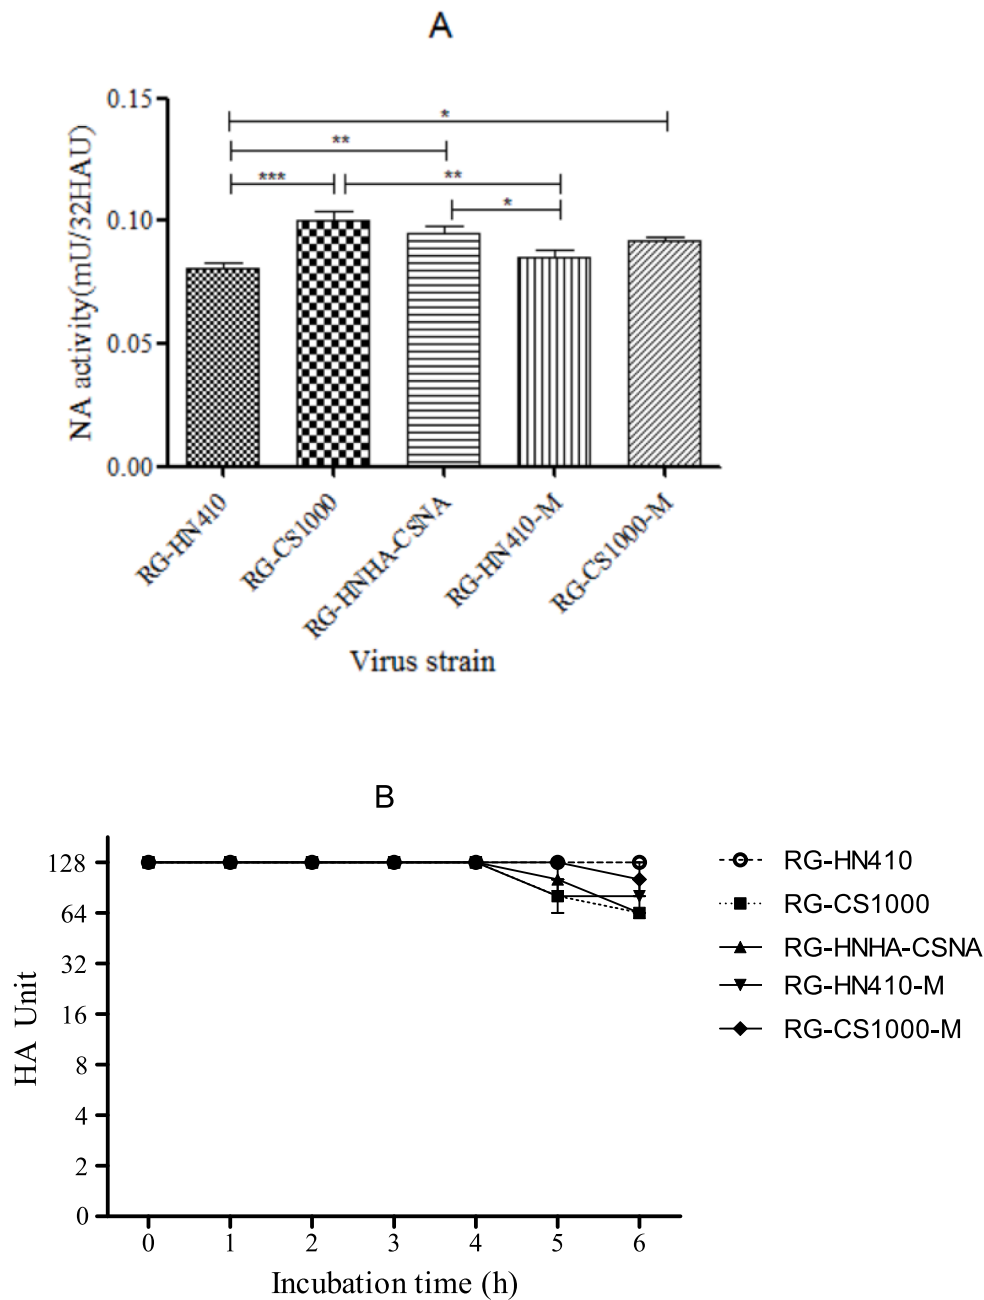 A
NA activity(mU/32HAU)
0.15
0.10
0.05
0.00
*
**
***
**
*
RG-HN410
RG-CS1000
RG-HNHA-CSNA
RG-HN410-M
RG-CS1000-M
Virus strain
B
HA Unit
128
64
32
16
8
4
2
0
0 1 2 3 4 5 6
Incubation time (h)
RG-HN410
RG-CS1000
RG-HNHA-CSNA
RG-HN410-M
RG-CS1000-M